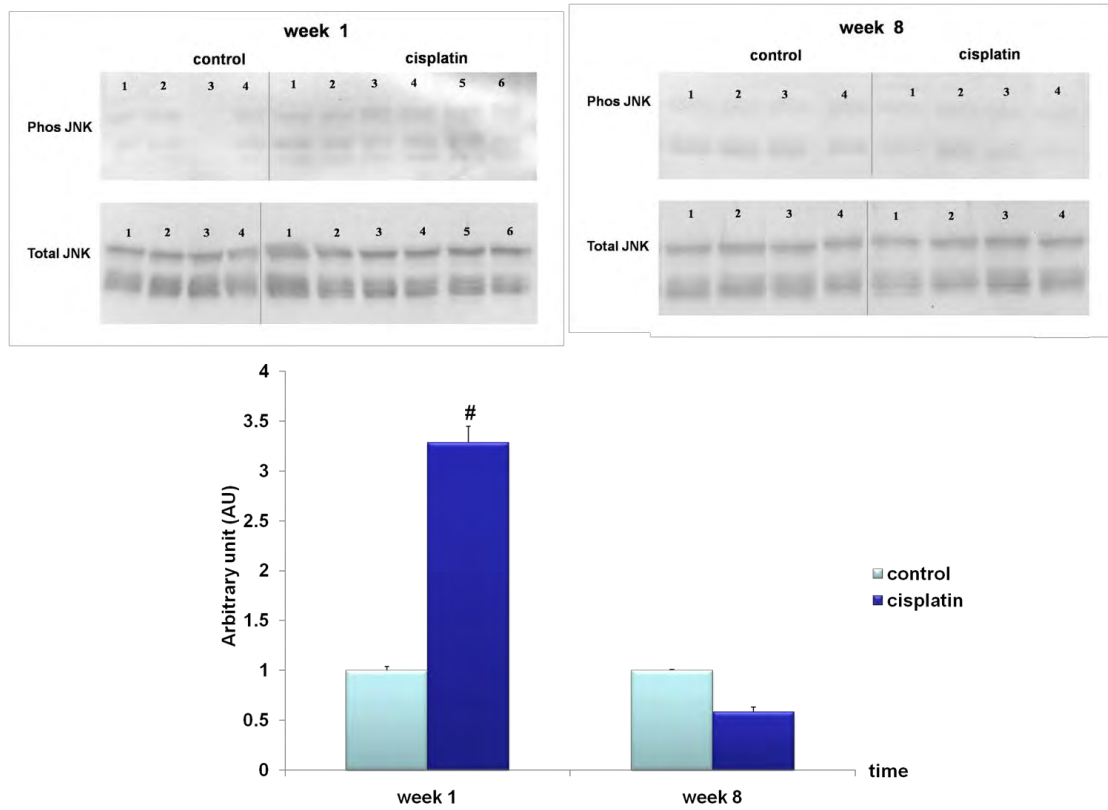 week 1
control cisplatin
1 2 3 4 1 2 3 4 5 6
Phos JNK
1 2 3 4 1 2 3 4 5 6
Total JNK
week 8
control cisplatin
1 2 3 4 1 2 3 4
Phos JNK
1 2 3 4 1 2 3 4
Total JNK
4
3.5
3
2.5
2
1.5
1
0.5
0
Arbitrary unit (AU)
#
control
cisplatin
time
week 1 week 8